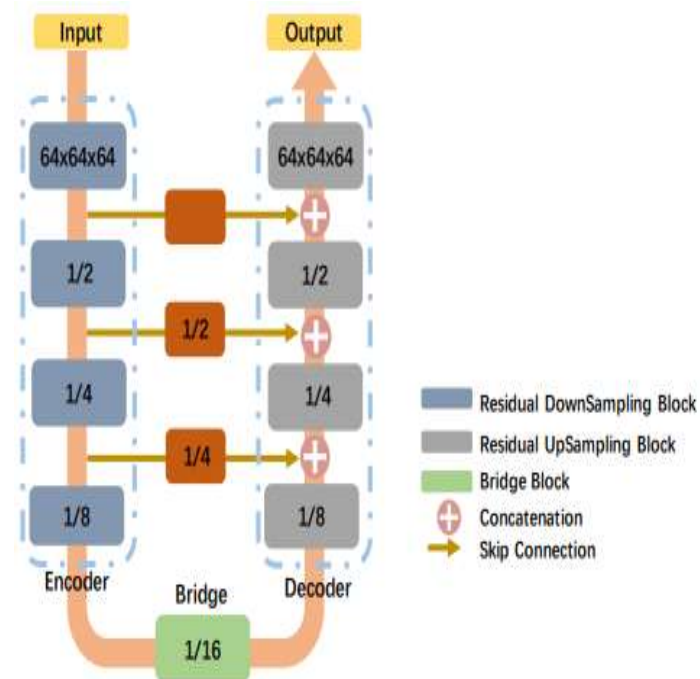 Input
Output
64x64x64
64x64x64
1/2
1/2
1/2
1/4
1/4
1/4
1/8
1/8
Encoder
Bridge
Decoder
1/16
Residual DownSampling Block
Residual UpSampling Block
Bridge Block
Concatenation
Skip Connection